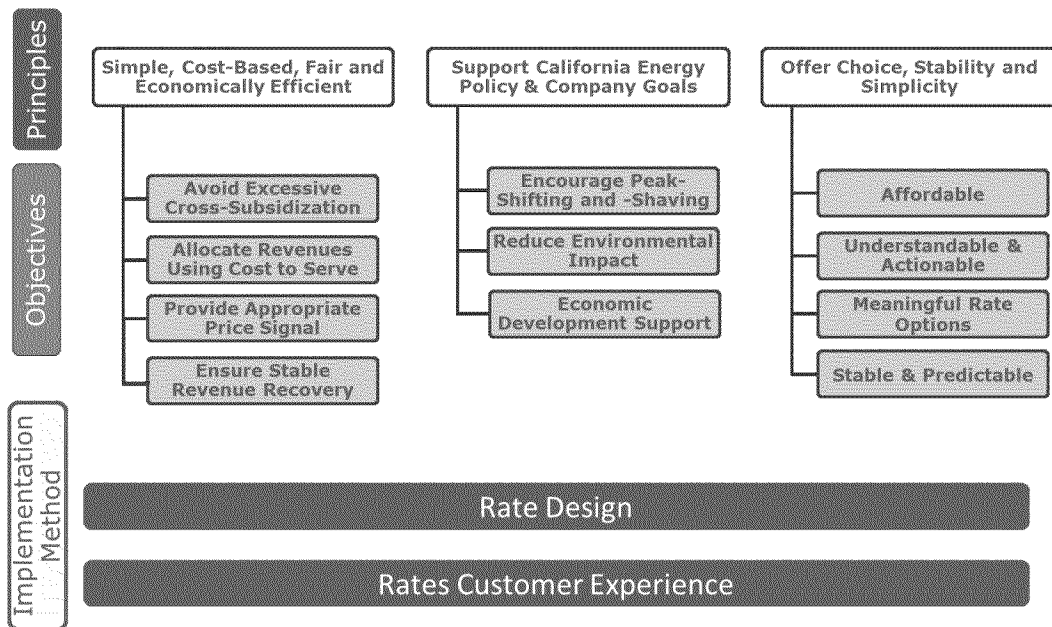 Principles
Simple, Cost-Based, Fair and
Economically Efficient
Support California Energy
Policy & Company Goals
Offer Choice, Stability and
Simplicity
Objectives
Avoid Excessive
Cross-Subsidization
Allocate Revenues
Using Cost to Serve
Provide Appropriate
Price Signal
Ensure Stable
Revenue Recovery
Encourage Peak-
Shifting and -Shaving
Reduce Environmental
Impact
Economic
Development Support
Affordable
Understandable &
Actionable
Meaningful Rate
Options
Stable & Predictable
Implementation
Method
Rate Design
Rates Customer Experience